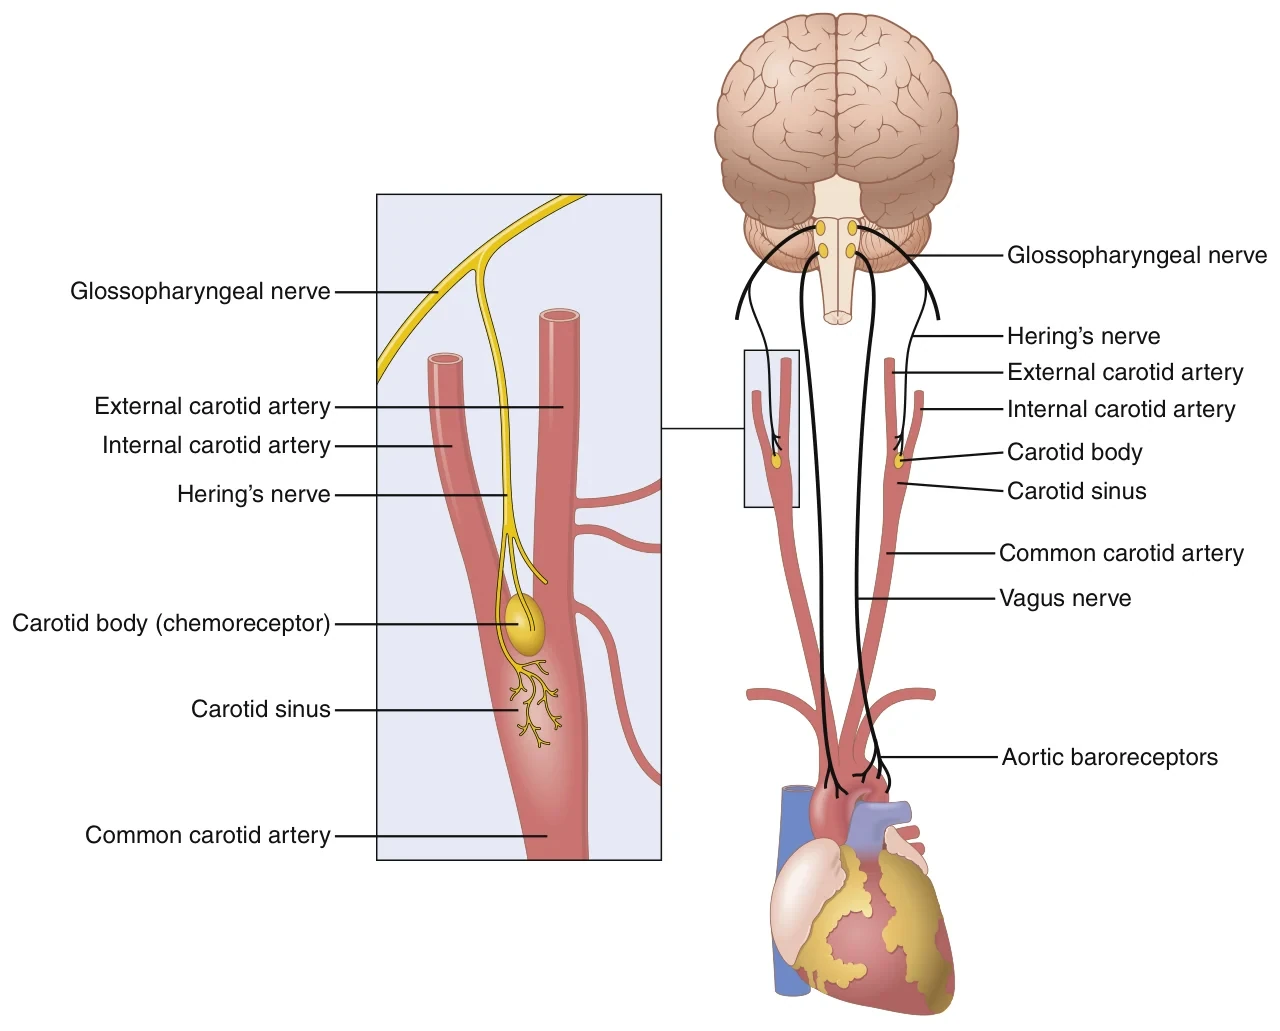 Glossopharyngeal nerve
External carotid artery
Internal carotid artery
Hering’s nerve
Carotid body (chemoreceptor)
Carotid sinus
Common carotid artery
Glossopharyngeal nerve
Hering’s nerve
External carotid artery
Internal carotid artery
Carotid body
Carotid sinus
Common carotid artery
Vagus nerve
Aortic baroreceptors